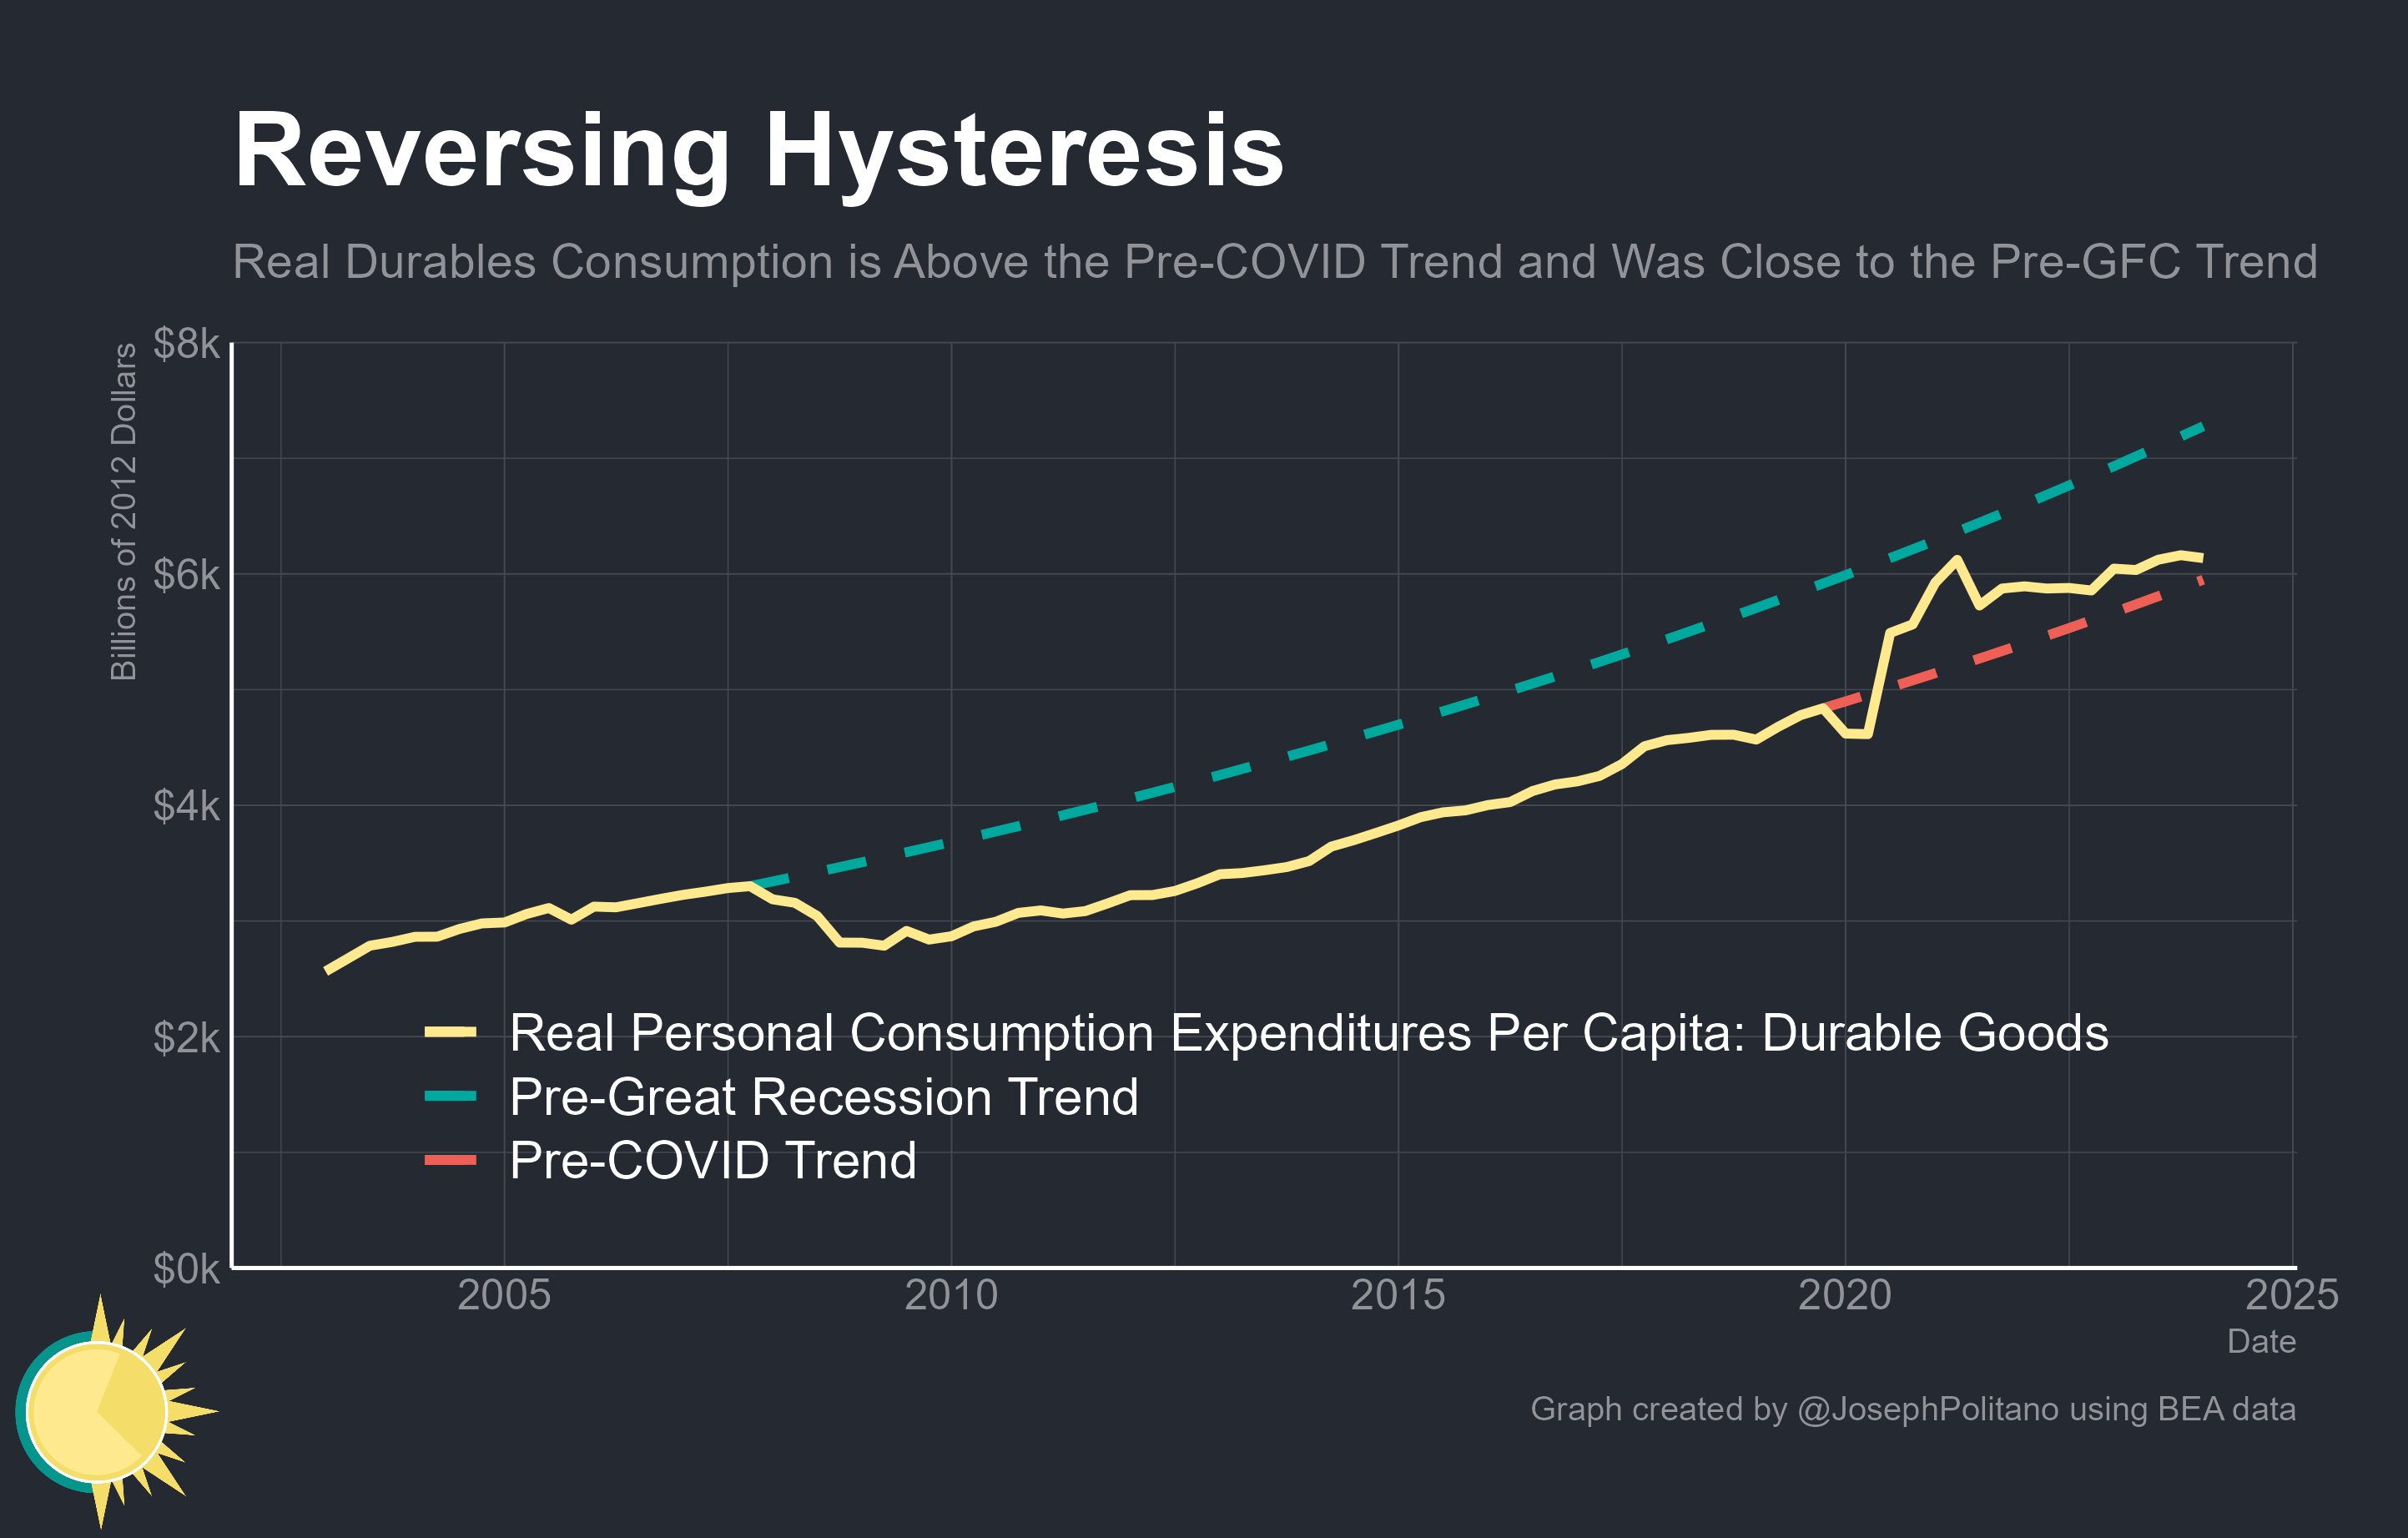 Reversing Hysteresis
Real Durables Consumption is Above the Pre-COVID Trend and Was Close to the Pre-GFC Trend
Billions of 2012 Dollars
$8k
$6k
$4k
$2k
$0k
Real Personal Consumption Expenditures Per Capita: Durable Goods
Pre-Great Recession Trend
Pre-COVID Trend
2005 2010 2015 2020 2025
Date
Graph created by @JosephPolitano using BEA data